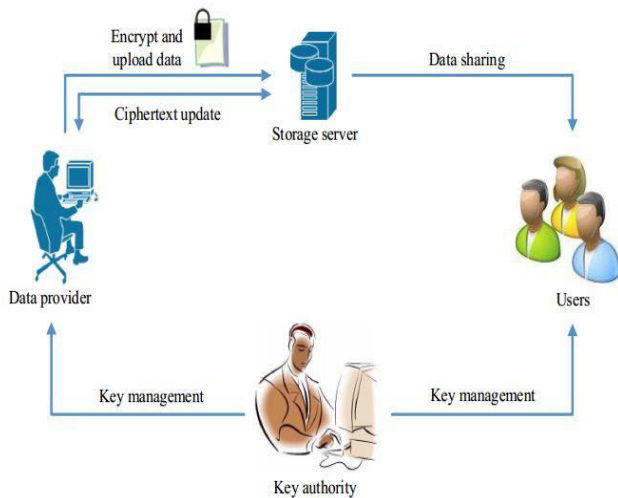 Encrypt and
upload data
Data sharing
Ciphertext update
Storage server
Data provider
Users
Key management
Key management
Key authority